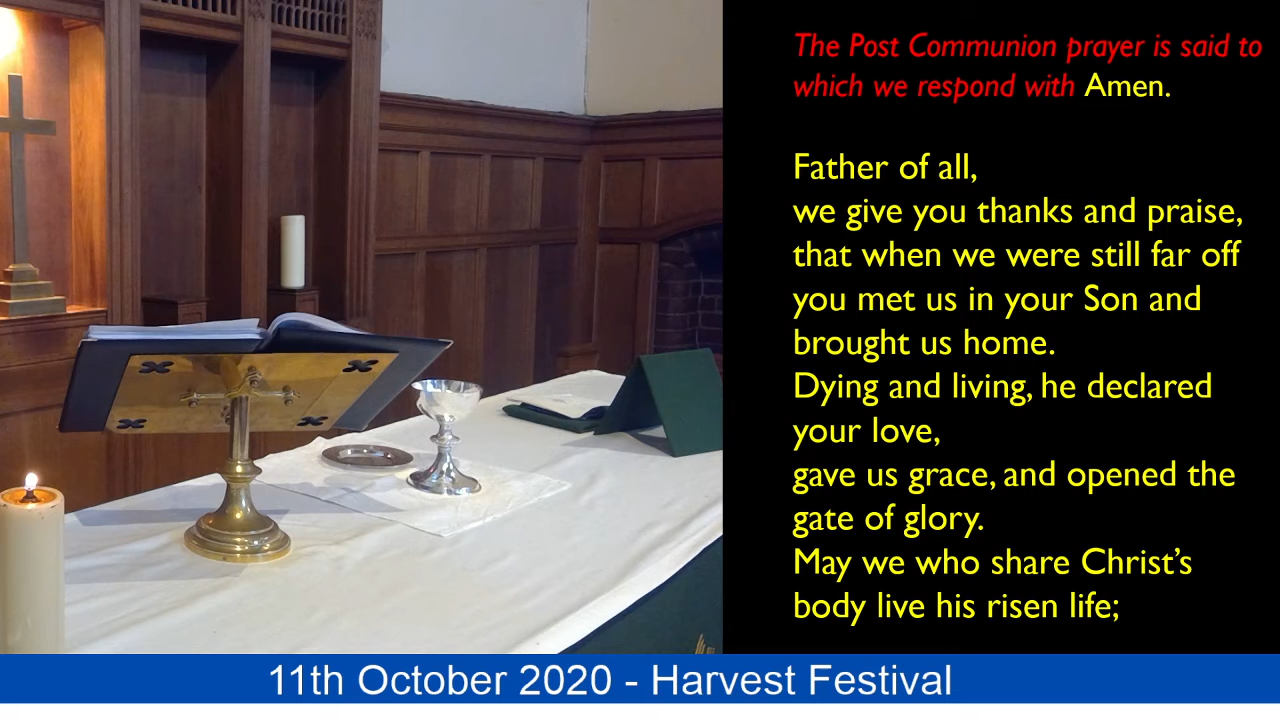 The Post Communion prayer is said to
which we respond with Amen.
Father of all,
we give you thanks and praise,
that when we were still far off
you met us in your Son and
brought us home.
Dying and living, he declared
your love,
gave us grace, and opened the
gate of glory.
May we who share Christ’s
body live his risen life;
11th October 2020 - Harvest Festival